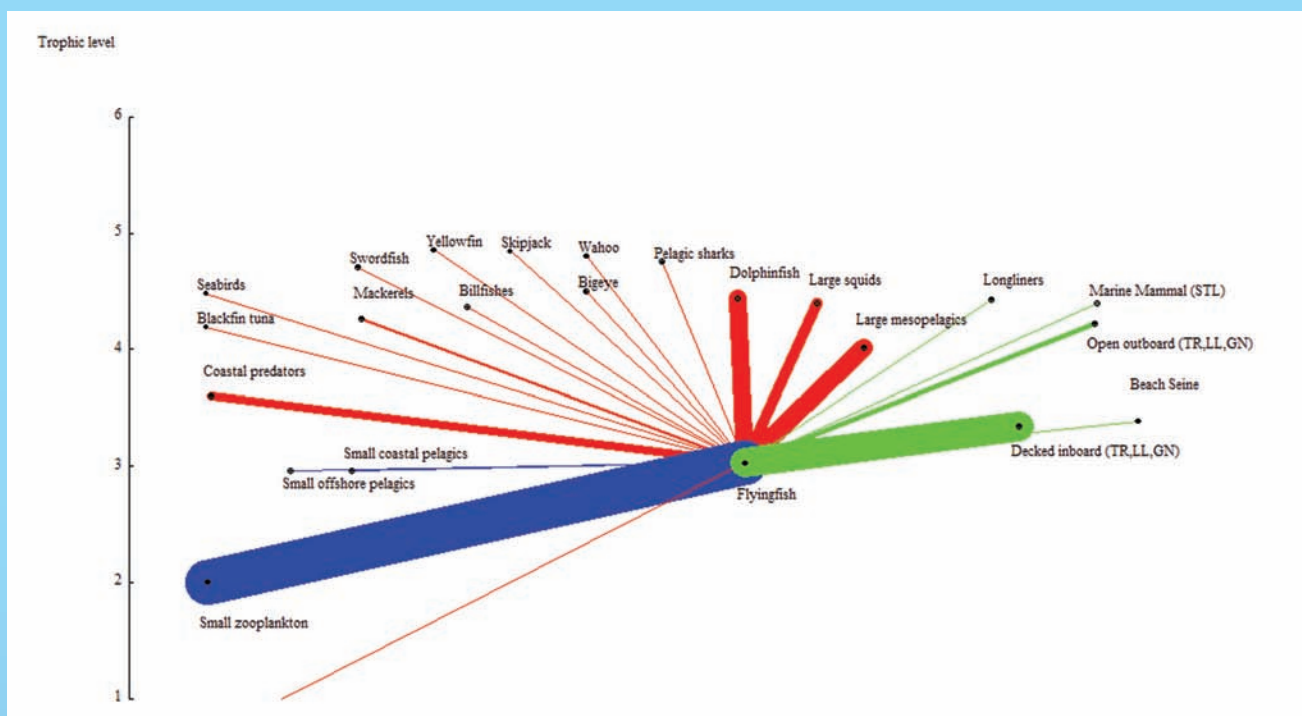 Trophic level
6
5
4
3
2
1
Yellowfin
Skipjack
Wahoo
Pelagic sharks
Swordfish
Dolphinfish
Large squids
Longliners
Seabirds
Mackerels
Billfishes
Bigeye
Marine Mammal (STL)
Blackfin tuna
Large mesopelagics
Open outboard (TR,LL,GN)
Coastal predators
Beach Seine
Small coastal pelagics
Decked inboard (TR,LL,GN)
Small offshore pelagics
Flyingfish
Small zooplankton